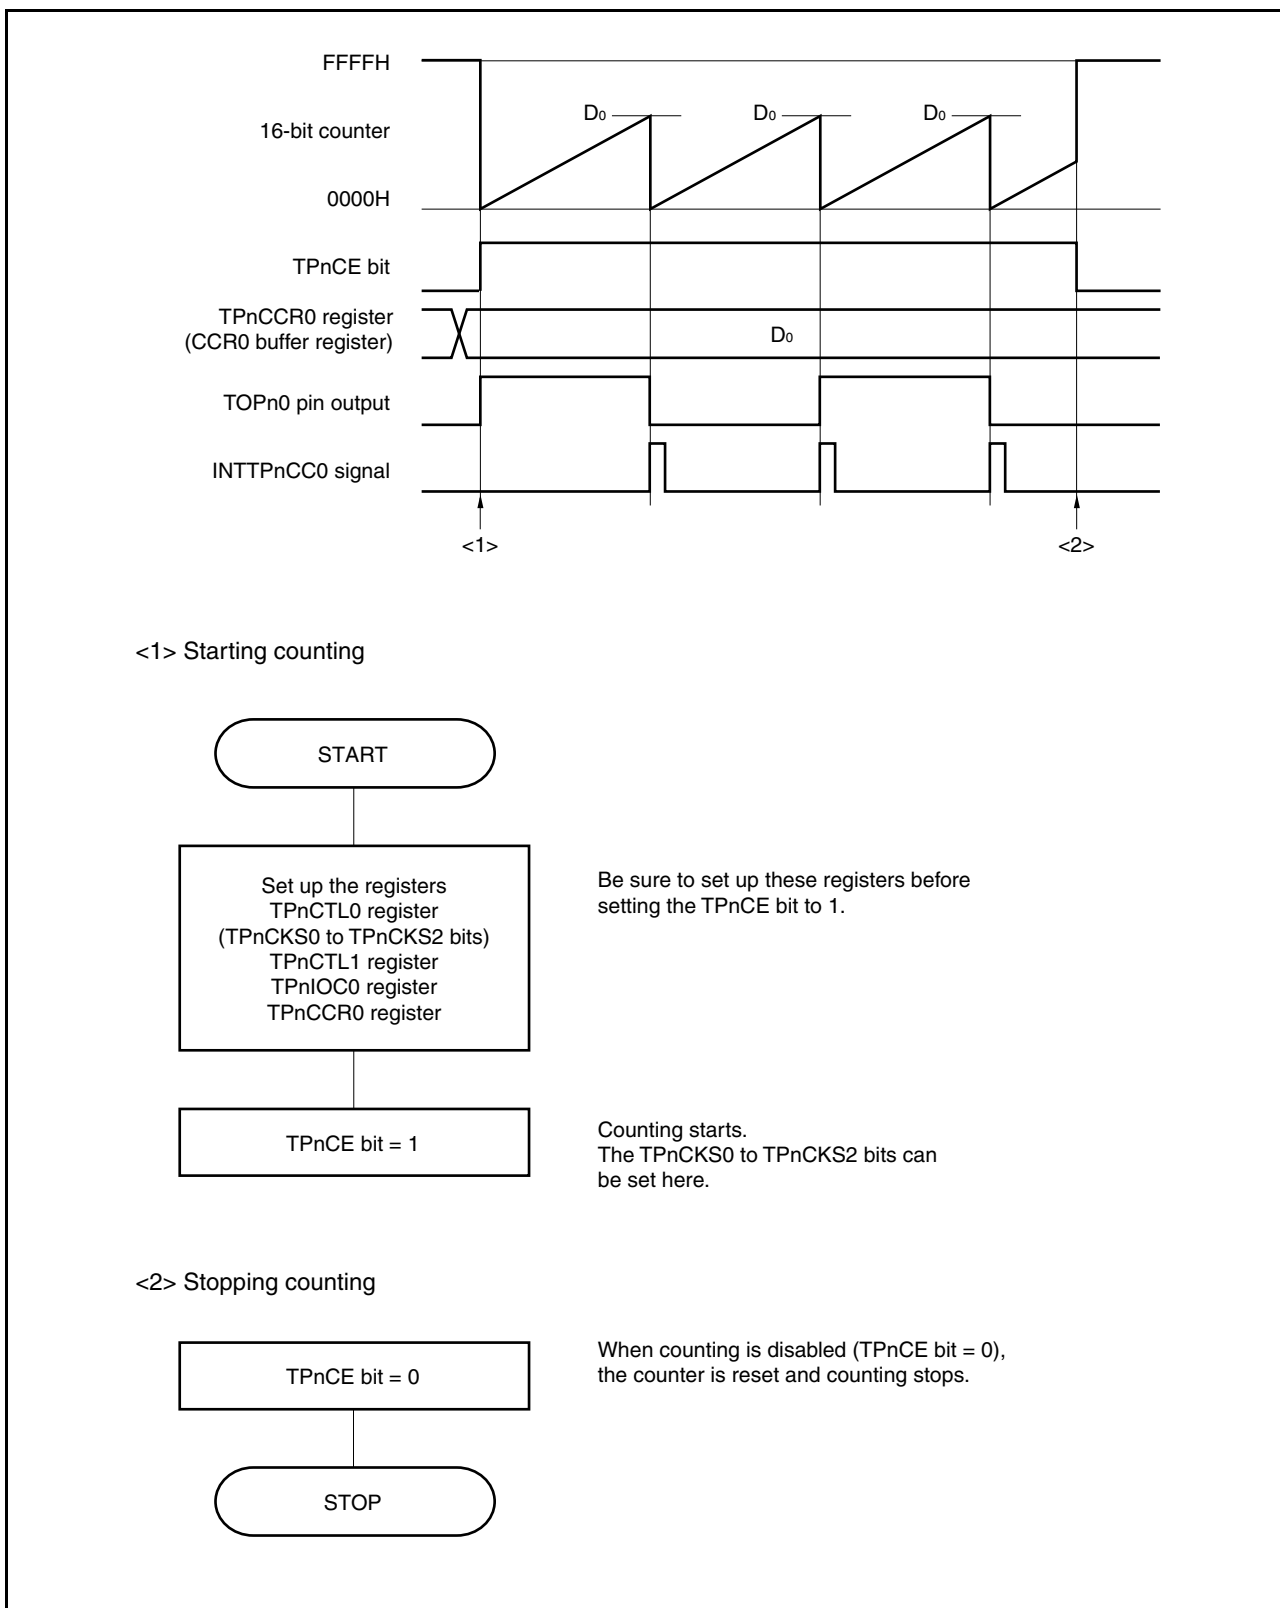 FFFFH
D0 D0 D0
16-bit counter
0000H
TPnCE bit
TPnCCR0 register
(CCR0 buffer register)
D0
TOPn0 pin output
INTTPnCC0 signal
<1> <2>
<1> Starting counting
START
Set up the registers
TPnCTL0 register
(TPnCKS0 to TPnCKS2 bits)
TPnCTL1 register
TPnIOC0 register
TPnCCR0 register
Be sure to set up these registers before
setting the TPnCE bit to 1.
TPnCE bit = 1
Counting starts.
The TPnCKS0 to TPnCKS2 bits can
be set here.
<2> Stopping counting
TPnCE bit = 0
When counting is disabled (TPnCE bit = 0),
the counter is reset and counting stops.
STOP